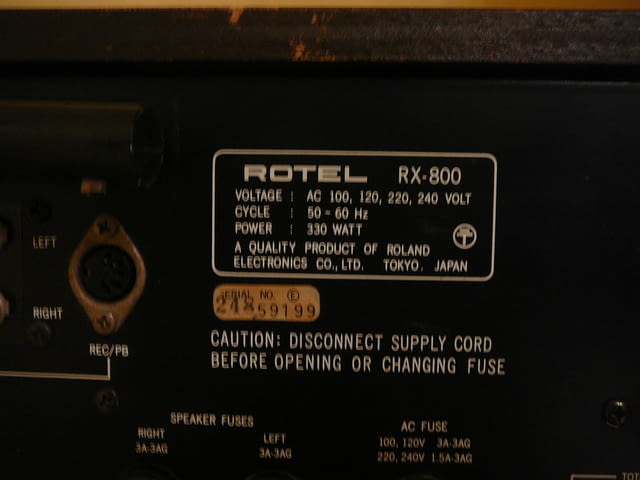 ROTEL RX-800
VOLTAGE : AC 100, 120, 220, 240 VOLT
CYCLE : 50 - 60 Hz
POWER : 330 WATT
A QUALITY PRODUCT OF ROLAND
ELECTRONICS CO., LTD. TOKYO. JAPAN
LEFT
RIGHT
REC/PB
SERIAL NO. E
24859199
CAUTION: DISCONNECT SUPPLY CORD
BEFORE OPENING OR CHANGING FUSE
SPEAKER FUSES
RIGHT
3A-3AG
LEFT
3A-3AG
AC FUSE
100, 120V 3A-3AG
220, 240V 1.5A-3AG